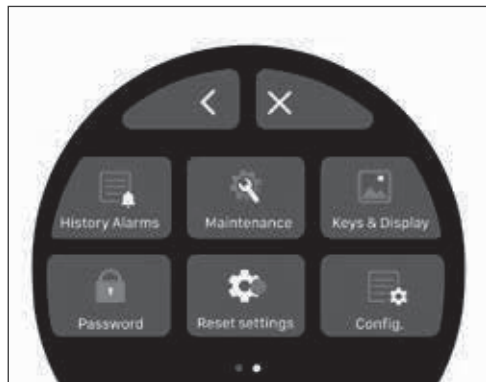 History Alarms
Maintenance
Keys & Display
Password
Reset settings
Config.